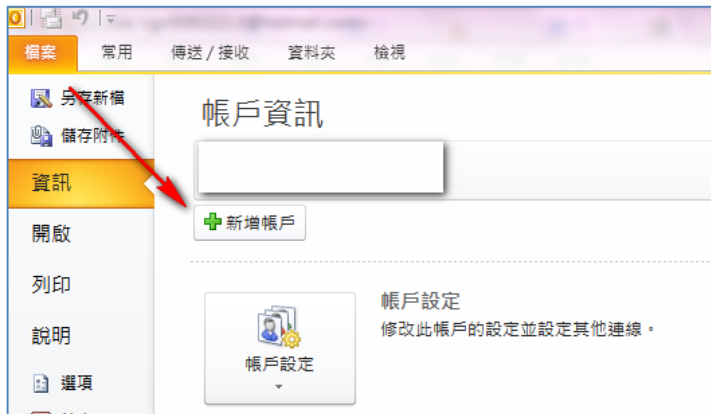 檔案 常用 傳送 / 接收 資料夾 檢視
另存新檔
儲存附件
資訊
開啟
列印
說明
選項
帳戶資訊
新增帳戶
帳戶設定
帳戶設定
修改此帳戶的設定並設定其他連線。